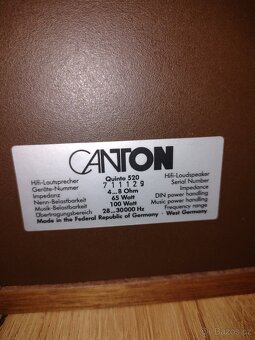 CANTON
Hifi-Lautsprecher Quinto 520 Hifi-Loudspeaker
Geräte-Nummer 711129 Serial Number
Impedanz 4...8 Ohm Impedance
Nenn-Belastbarkeit 65 Watt DIN power handling
Musik-Belastbarkeit 100 Watt Music power handling
Übertragungsbereich 28...30000 Hz Frequency range
Made in the Federal Republic of Germany - West Germany